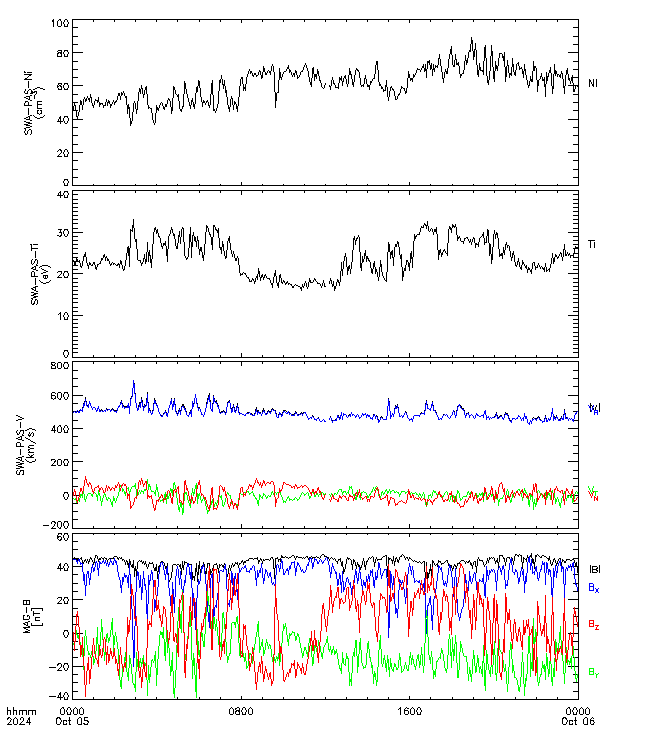 100
80
60
40
20
0
SWA-PAS-Ni
(cm⁻³)
NI
40
30
20
10
0
SWA-PAS-Ti
(eV)
Ti
800
600
400
200
0
-200
SWA-PAS-V
(km/s)
60
40
20
0
-20
-40
MAG-B
[nT]
|B|
Bx
Bz
By
hhmm
2024
0000
Oct 05
0800
1600
0000
Oct 06